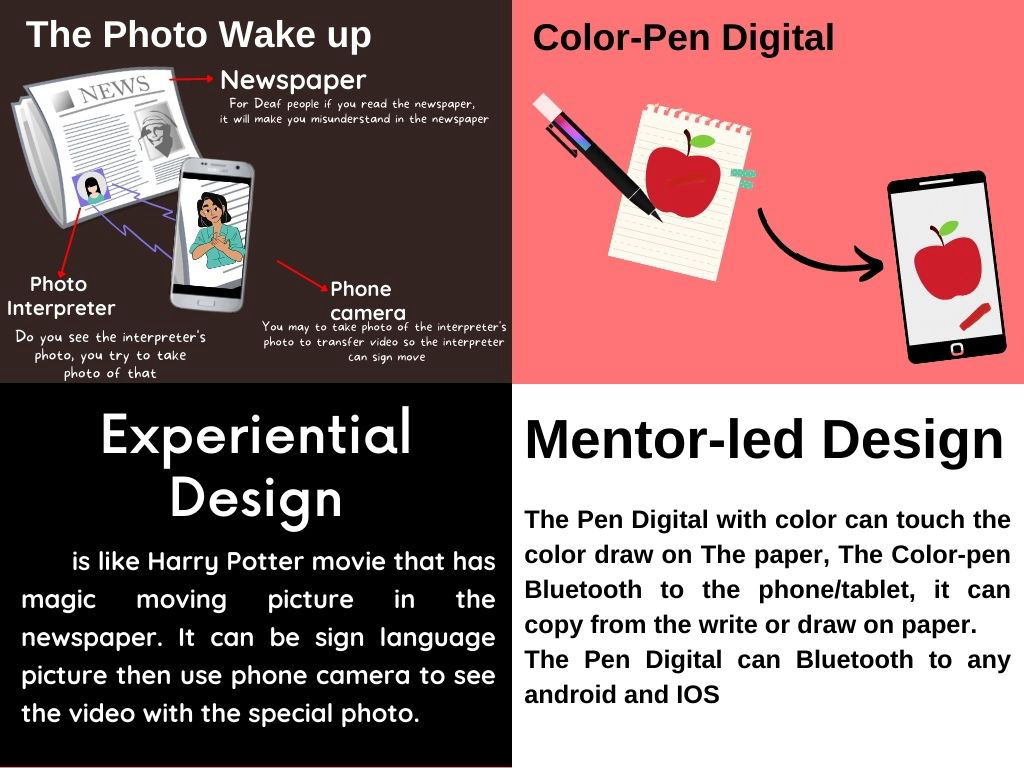 The Photo Wake up
NEWS
Newspaper
For Deaf people if you read the newspaper,
it will make you misunderstand in the newspaper
Photo
Interpreter
Do you see the interpreter's
photo, you try to take
photo of that
Phone
camera
You may to take photo of the interpreter's
photo to transfer video so the interpreter
can sign move
Color-Pen Digital
Experiential
Design
is like Harry Potter movie that has
magic moving picture in the
newspaper. It can be sign language
picture then use phone camera to see
the video with the special photo.
Mentor-led Design
The Pen Digital with color can touch the
color draw on The paper, The Color-pen
Bluetooth to the phone/tablet, it can
copy from the write or draw on paper.
The Pen Digital can Bluetooth to any
android and IOS